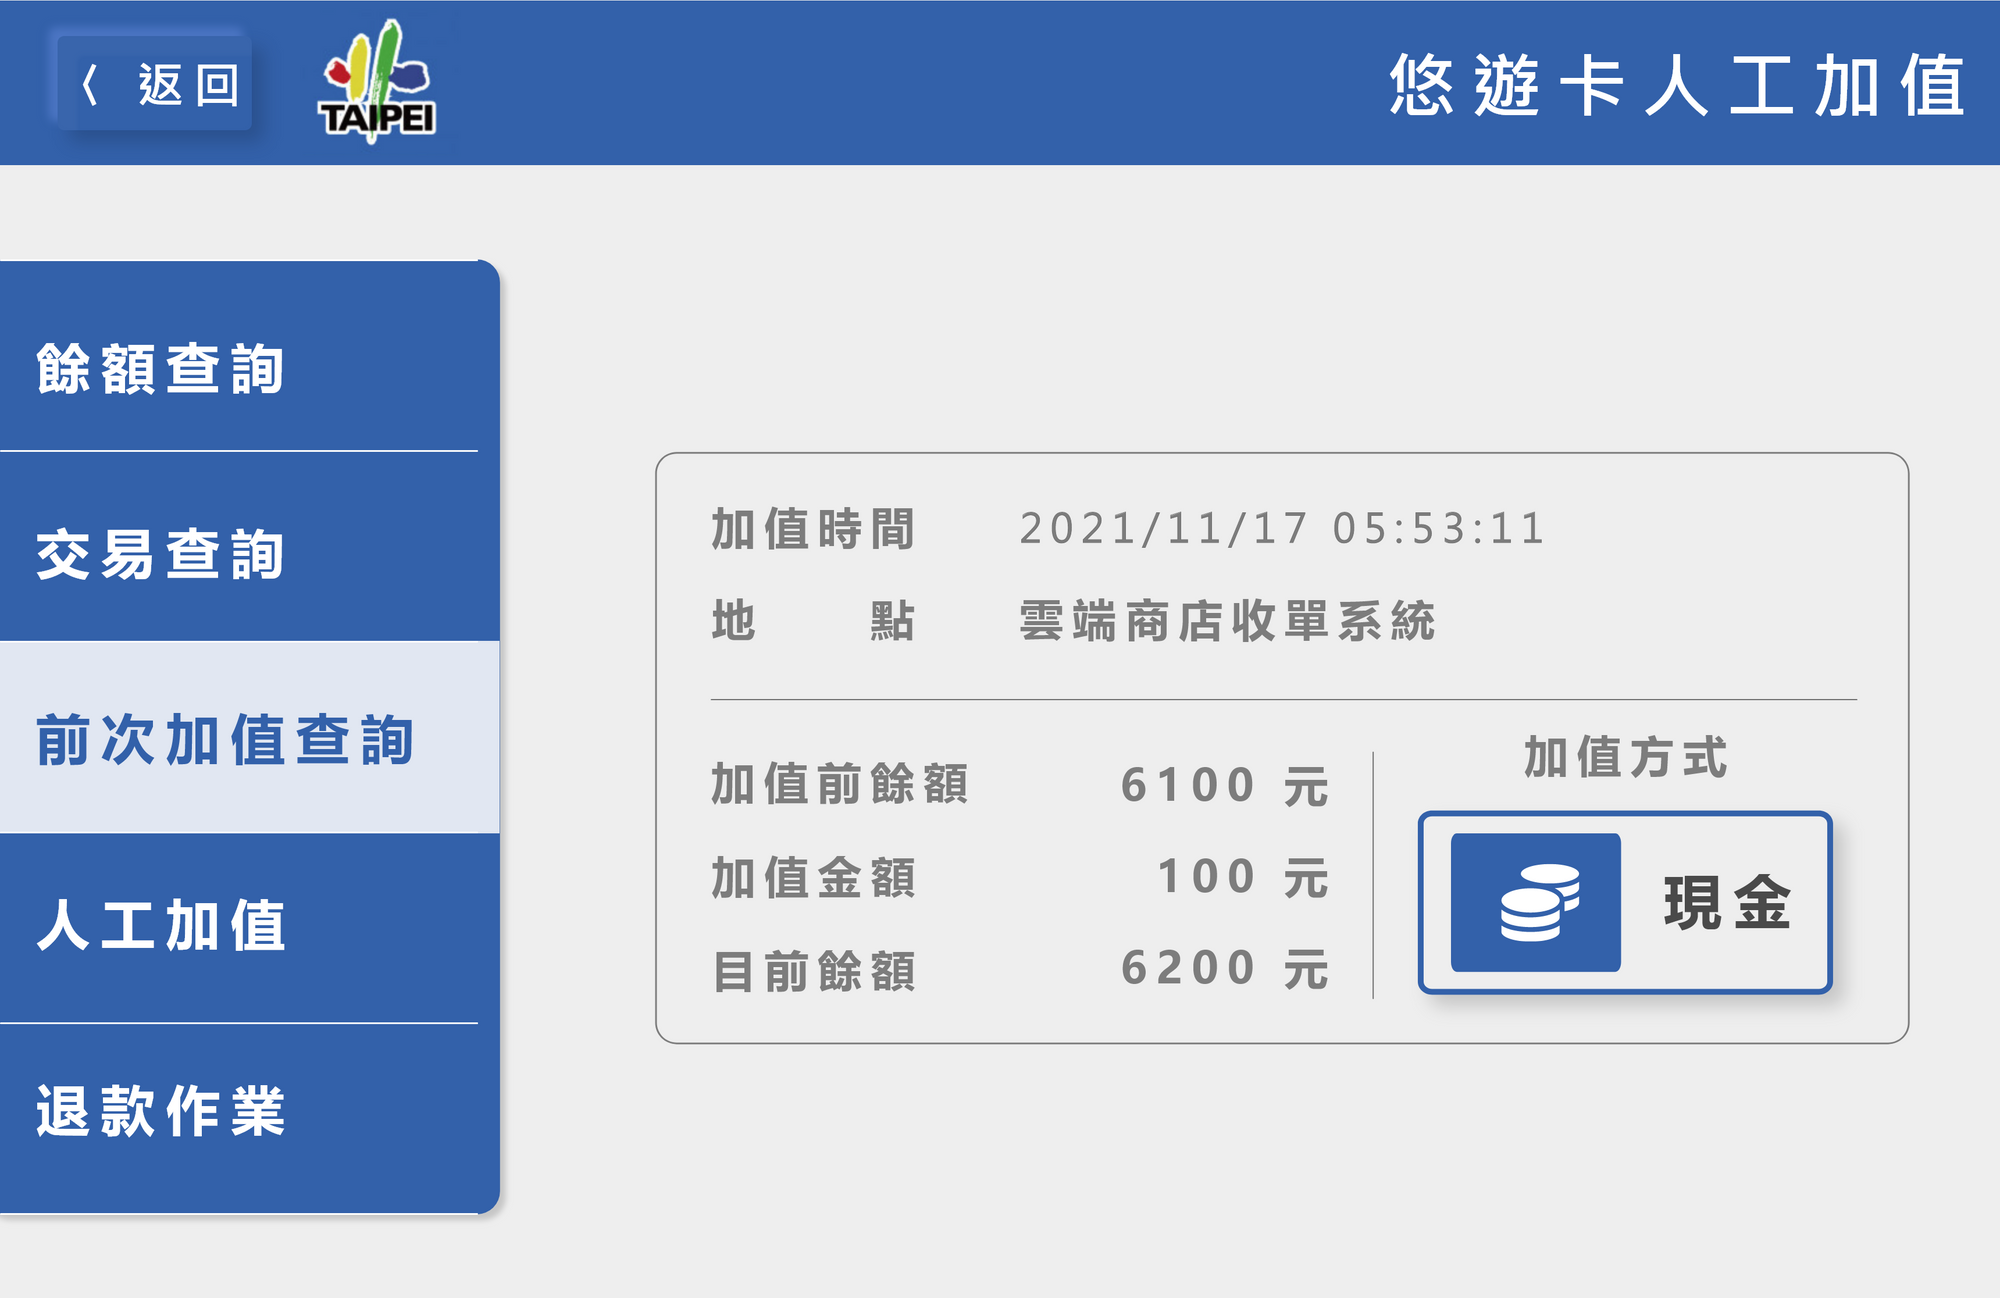 〈 返回
TAIPEI
悠遊卡人工加值
餘額查詢
交易查詢
前次加值查詢
人工加值
退款作業
加值時間 2021/11/17 05:53:11
地點 雲端商店收單系統
加值前餘額 6100 元
加值金額 100 元
目前餘額 6200 元
加值方式
現金